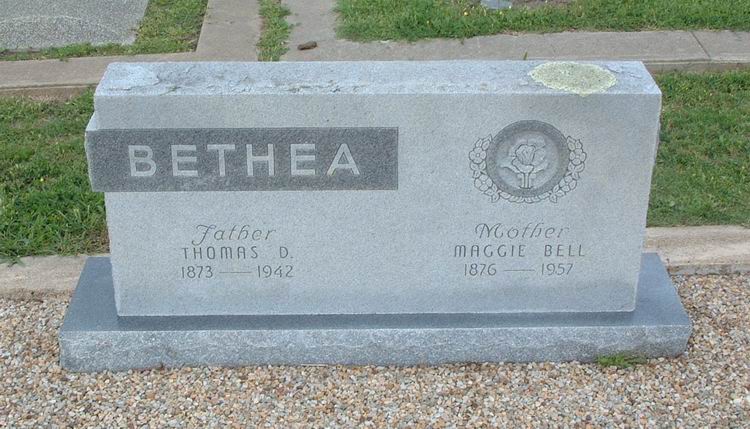 BETHEA
Father
THOMAS D.
1873 — 1942
Mother
MAGGIE BELL
1876 — 1957